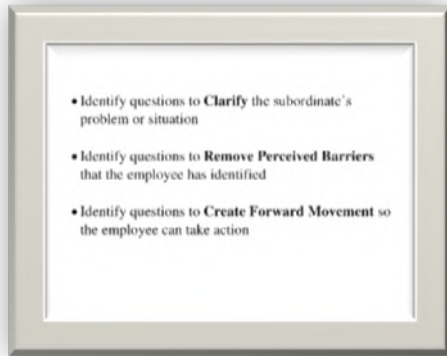 • Identify questions to Clarify the subordinate's
problem or situation
• Identify questions to Remove Perceived Barriers
that the employee has identified
• Identify questions to Create Forward Movement so
the employee can take action